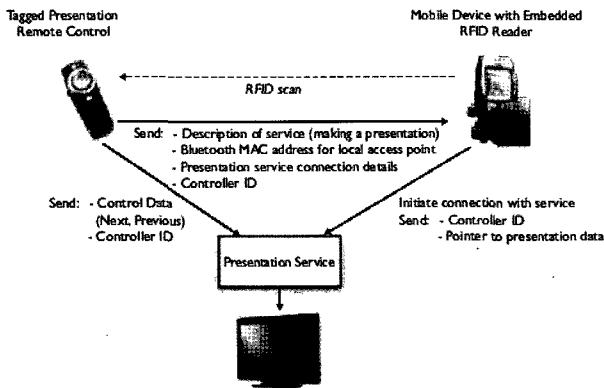 Tagged Presentation
Remote Control
Mobile Device with Embedded
RFID Reader
RFID scan
Send: - Description of service (making a presentation)
- Bluetooth MAC address for local access point
- Presentation service connection details
- Controller ID
Send: - Control Data
(Next, Previous)
- Controller ID
Initiate connection with service
Send: - Controller ID
- Pointer to presentation data
Presentation Service